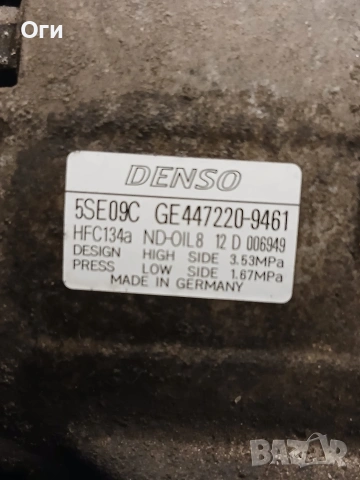 Оги
DENSO
5SE09C GE447220-9461
HFC134a ND-OIL8 12 D 006949
DESIGN HIGH SIDE 3.53MPa
PRESS LOW SIDE 1.67MPa
MADE IN GERMANY
BAZAR